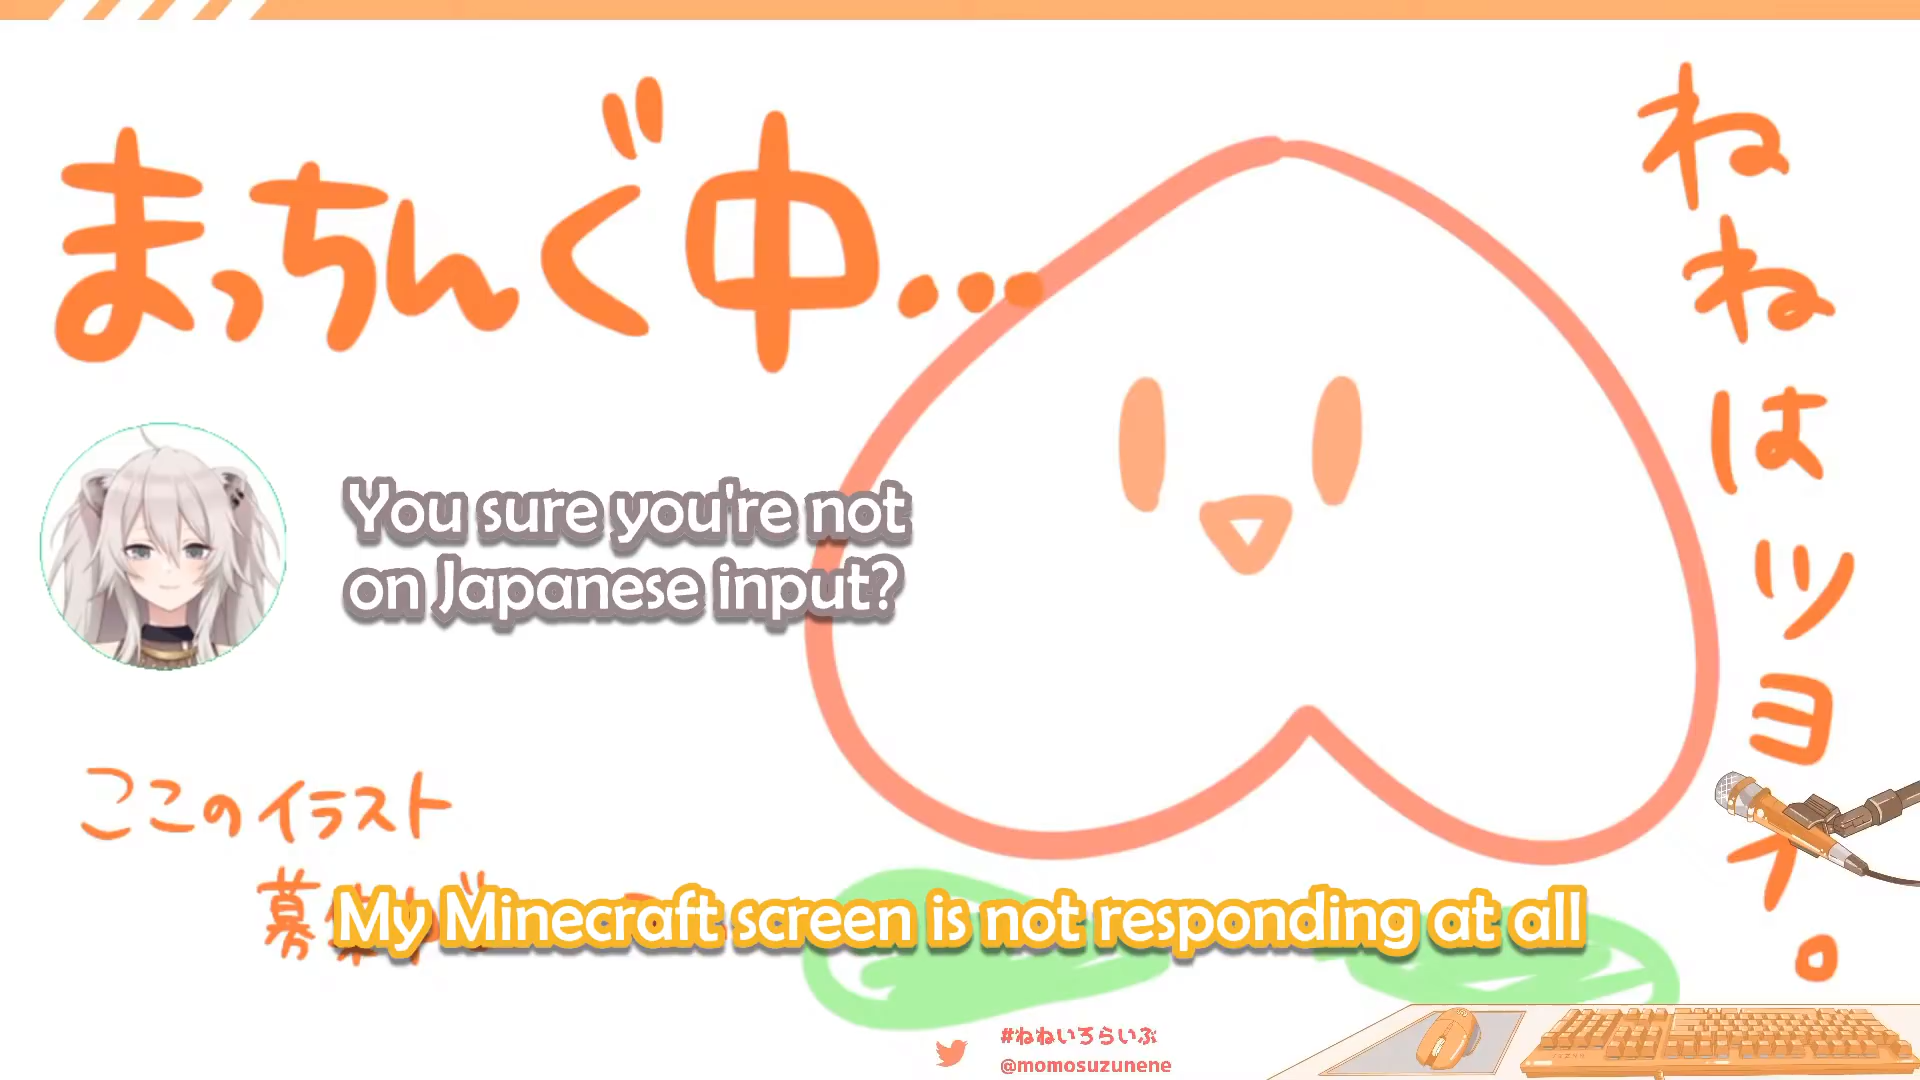 まっちんぐ中...
ねねはツヨイ。
You sure you're not
on Japanese input?
ここのイラスト
募集
My Minecraft screen is not responding at all
#ねねいろらいぶ
@momosuzunene